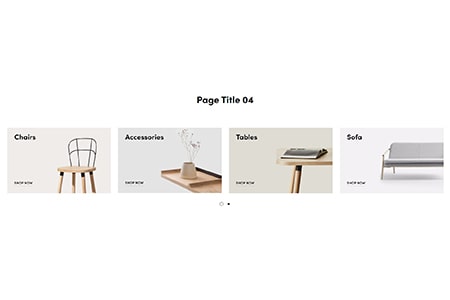 Page Title 04
Chairs
Accessories
Tables
Sofa
SHOP NOW
SHOP NOW
SHOP NOW
SHOP NOW